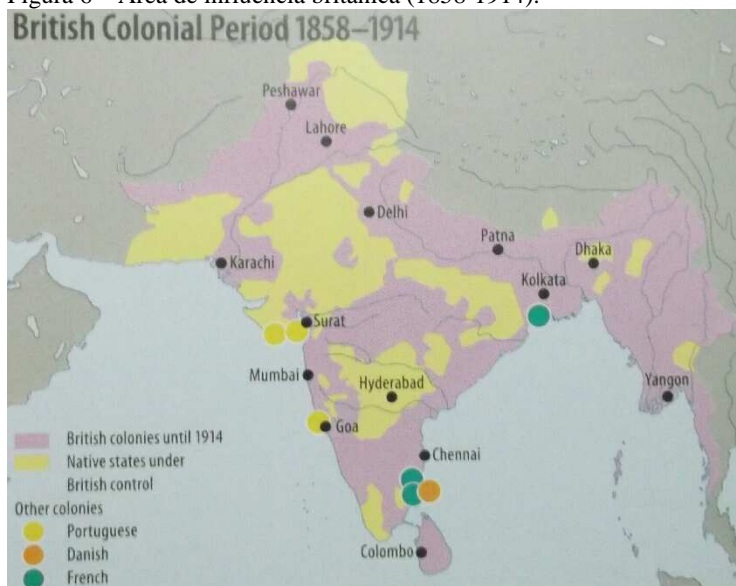 Figura 6 – Área de influência britânica (1858-1914).
British Colonial Period 1858–1914
Peshawar
Lahore
Delhi
Patna
Dhaka
Karachi
Kolkata
Surat
Mumbai
Hyderabad
Yangon
Goa
British colonies until 1914
Chennai
Native states under
British control
Other colonies
Portuguese
Danish
Colombo
French